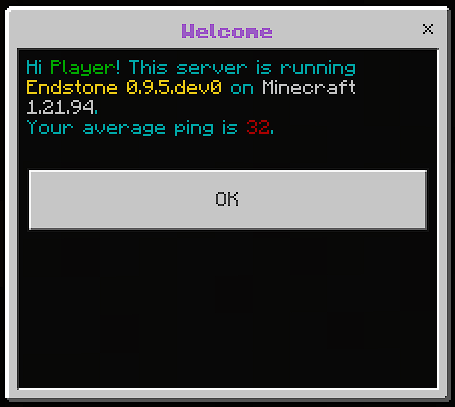 Welcome
x
Hi Player! This server is running
Endstone 0.9.5.dev0 on Minecraft
1.21.94.
Your average ping is 32.
OK